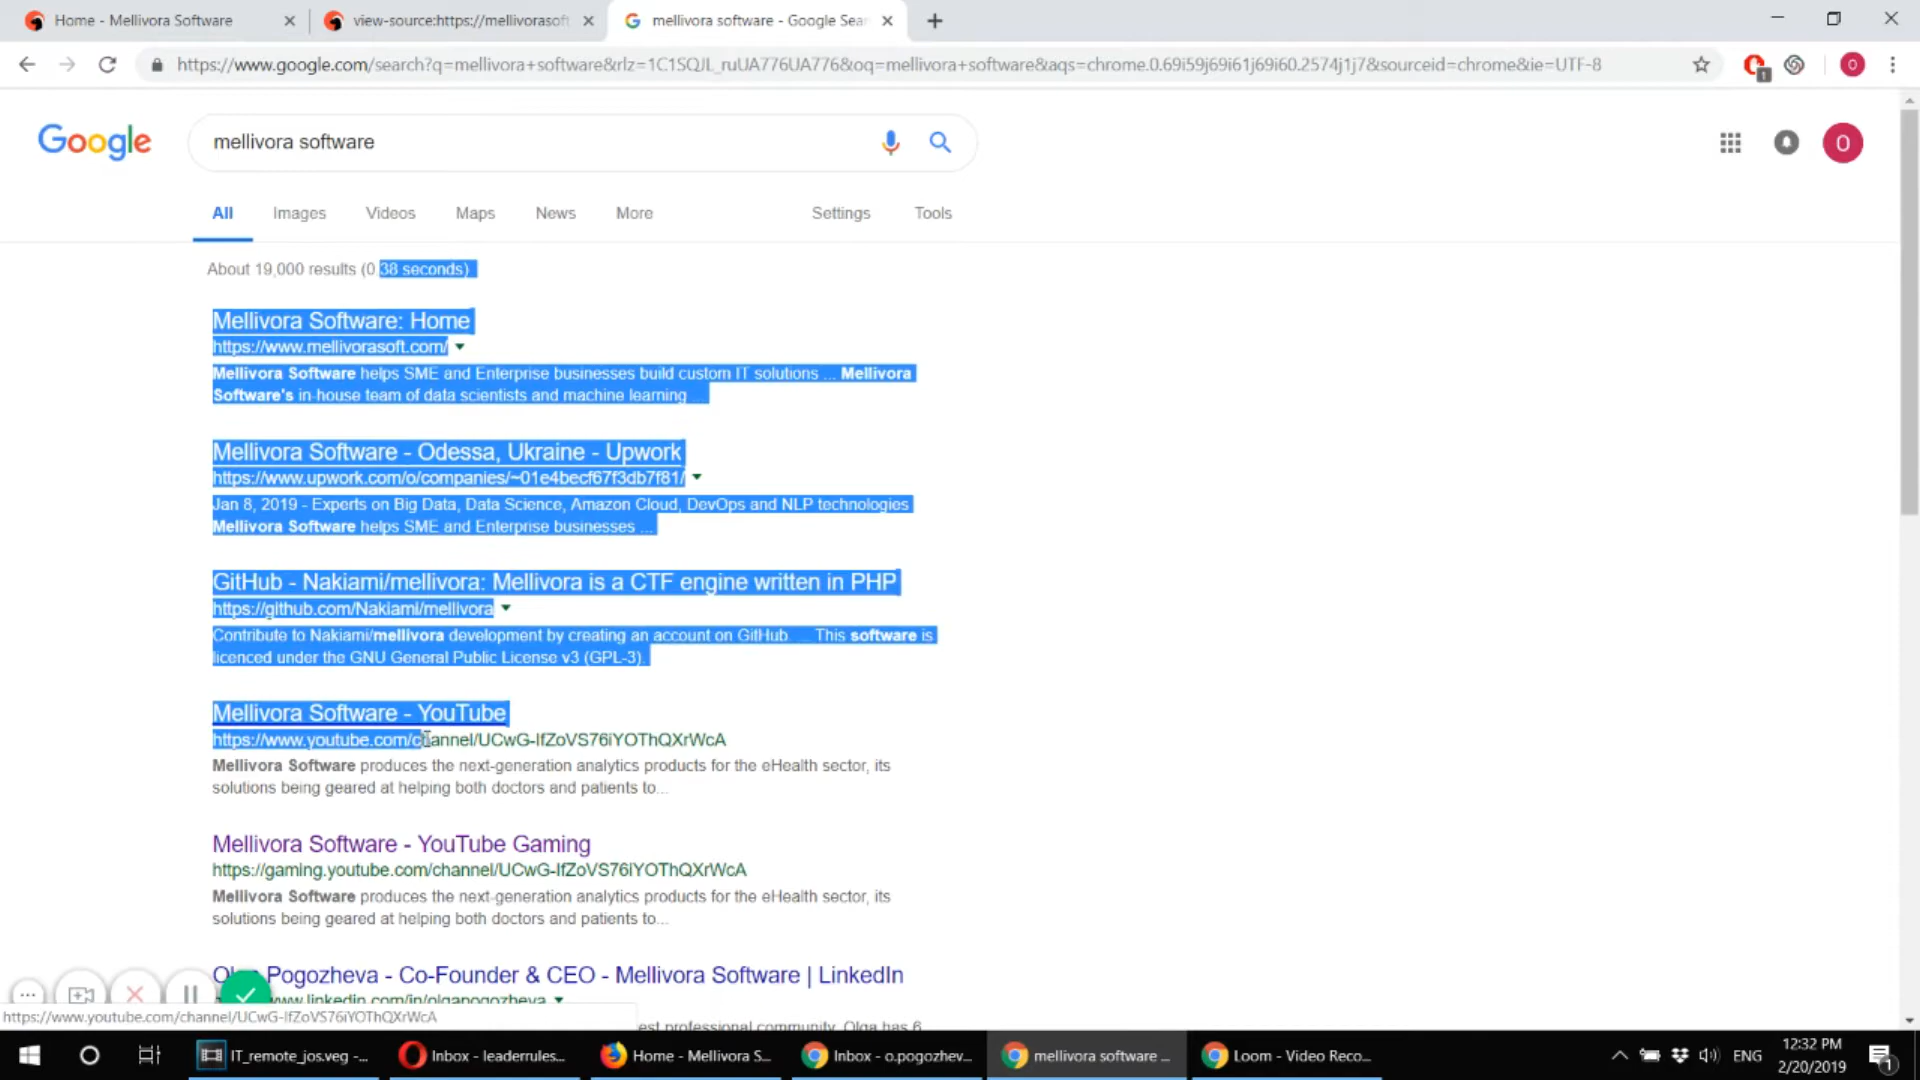 Home - Mellivora Software
view-source:https://mellivorasoft
mellivora software - Google Sear
https://www.google.com/search?q=mellivora+software&rlz=1C1SQJL_ruUA776UA776&oq=mellivora+software&aqs=chrome.0.69i59j69i61j69i60.2574j1j7&sourceid=chrome&ie=UTF-8
1
O
Google
mellivora software
O
All
Images
Videos
Maps
News
More
Settings
Tools
About 19,000 results (0.38 seconds)
Mellivora Software: Home
https://www.mellivorasoft.com/
Mellivora Software helps SME and Enterprise businesses build custom IT solutions ... Mellivora
Software's in-house team of data scientists and machine learning ...
Mellivora Software - Odessa, Ukraine - Upwork
https://www.upwork.com/o/companies/~01e4becf67f3db7f81/
Jan 8, 2019 - Experts on Big Data, Data Science, Amazon Cloud, DevOps and NLP technologies
Mellivora Software helps SME and Enterprise businesses ...
GitHub - Nakiami/mellivora: Mellivora is a CTF engine written in PHP
https://github.com/Nakiami/mellivora
Contribute to Nakiami/mellivora development by creating an account on GitHub. ... This software is
licenced under the GNU General Public License v3 (GPL-3).
Mellivora Software - YouTube
https://www.youtube.com/channel/UCwG-IfZoVS76iYOThQXrWcA
Mellivora Software produces the next-generation analytics products for the eHealth sector, its
solutions being geared at helping both doctors and patients to...
Mellivora Software - YouTube Gaming
https://gaming.youtube.com/channel/UCwG-IfZoVS76iYOThQXrWcA
Mellivora Software produces the next-generation analytics products for the eHealth sector, its
solutions being geared at helping both doctors and patients to...
Pogozheva - Co-Founder & CEO - Mellivora Software | LinkedIn
www.linkedin.com/in/olgapogozheva
https://www.youtube.com/channel/UCwG-IfZoVS76iYOThQXrWcA
est professional community. Olga has 6
IT_remote_jos.veg -...
Inbox - leaderrules...
Home - Mellivora S...
Inbox - o.pogozhev...
mellivora software ...
Loom - Video Reco...
ENG
12:32 PM
2/20/2019
1